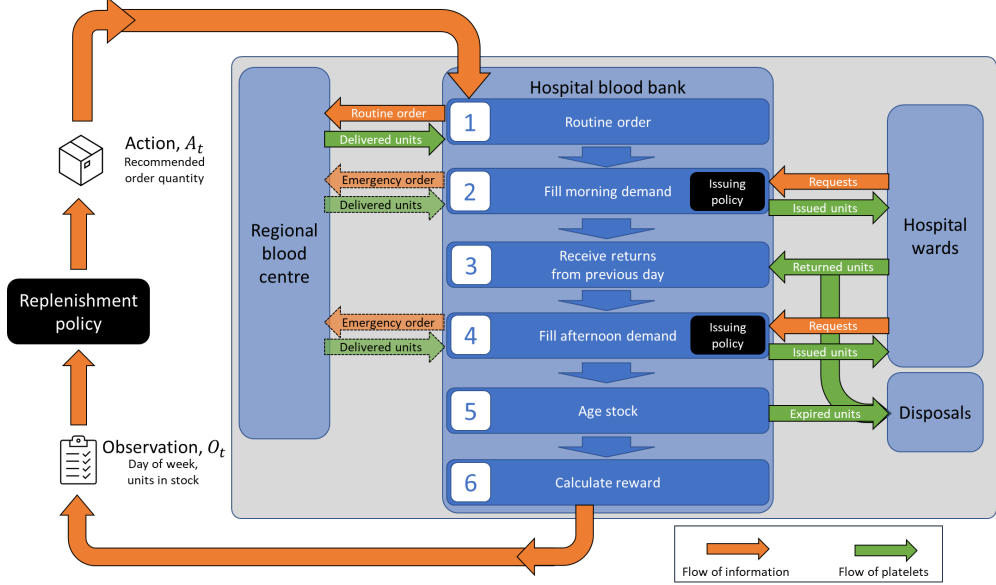 Hospital blood bank
1
Routine order
Routine order
Delivered units
Action, A_t
Recommended
order quantity
Emergency order
Delivered units
2
Fill morning demand
Issuing
policy
Requests
Issued units
Regional
blood
centre
3
Receive returns
from previous day
Returned units
Hospital
wards
Replenishment
policy
Emergency order
Delivered units
4
Fill afternoon demand
Issuing
policy
Requests
Issued units
5
Age stock
Expired units
Disposals
Observation, O_t
Day of week,
units in stock
6
Calculate reward
Flow of information
Flow of platelets